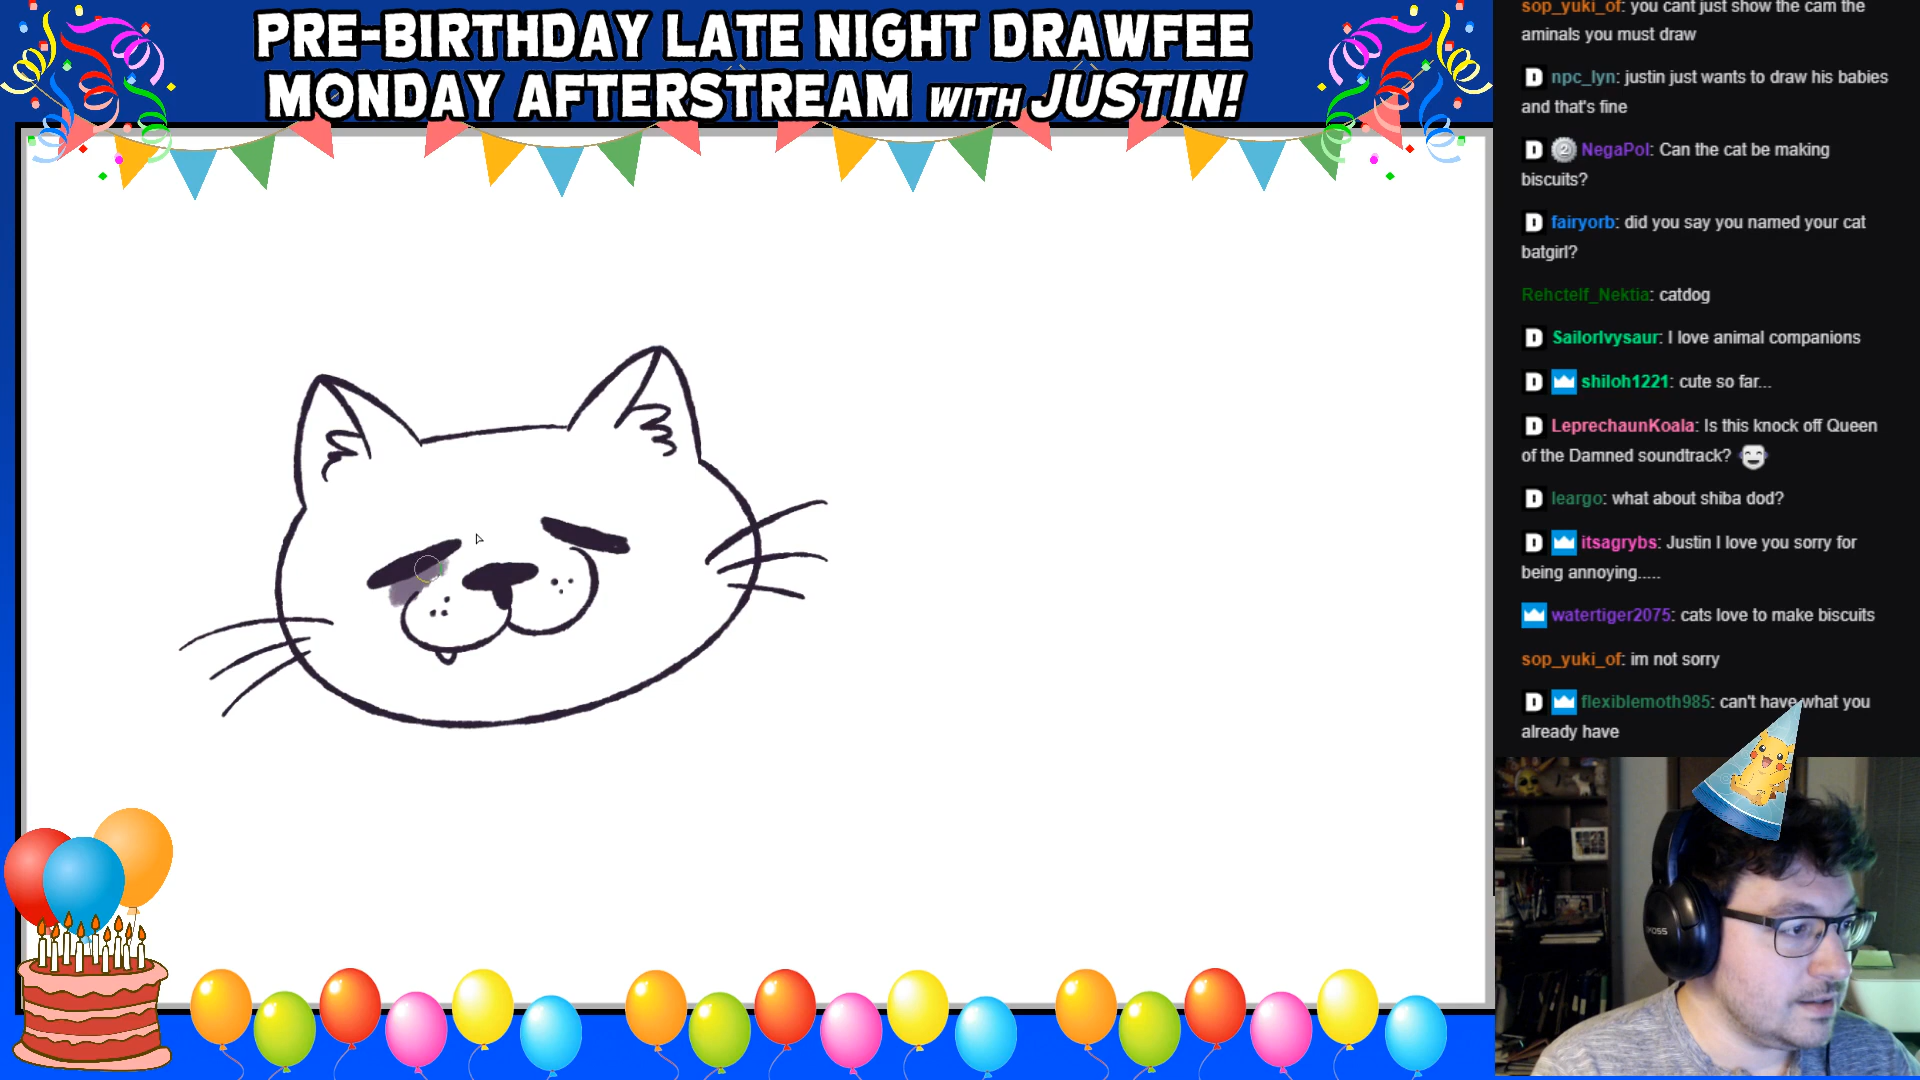 PRE-BIRTHDAY LATE NIGHT DRAWFEE
MONDAY AFTERSTREAM WITH JUSTIN!
sop_yuki_of: you cant just show the cam the
aminals you must draw
D npc_lyn: justin just wants to draw his babies
and that's fine
D 2 NegaPol: Can the cat be making
biscuits?
D fairyorb: did you say you named your cat
batgirl?
Rehctelf_Nektia: catdog
D SailorIvysaur: I love animal companions
D shiloh1221: cute so far...
D LeprechaunKoala: Is this knock off Queen
of the Damned soundtrack?
D leargo: what about shiba dod?
D itsagrybs: Justin I love you sorry for
being annoying.....
watertiger2075: cats love to make biscuits
sop_yuki_of: im not sorry
D flexiblemoth985: can't have what you
already have